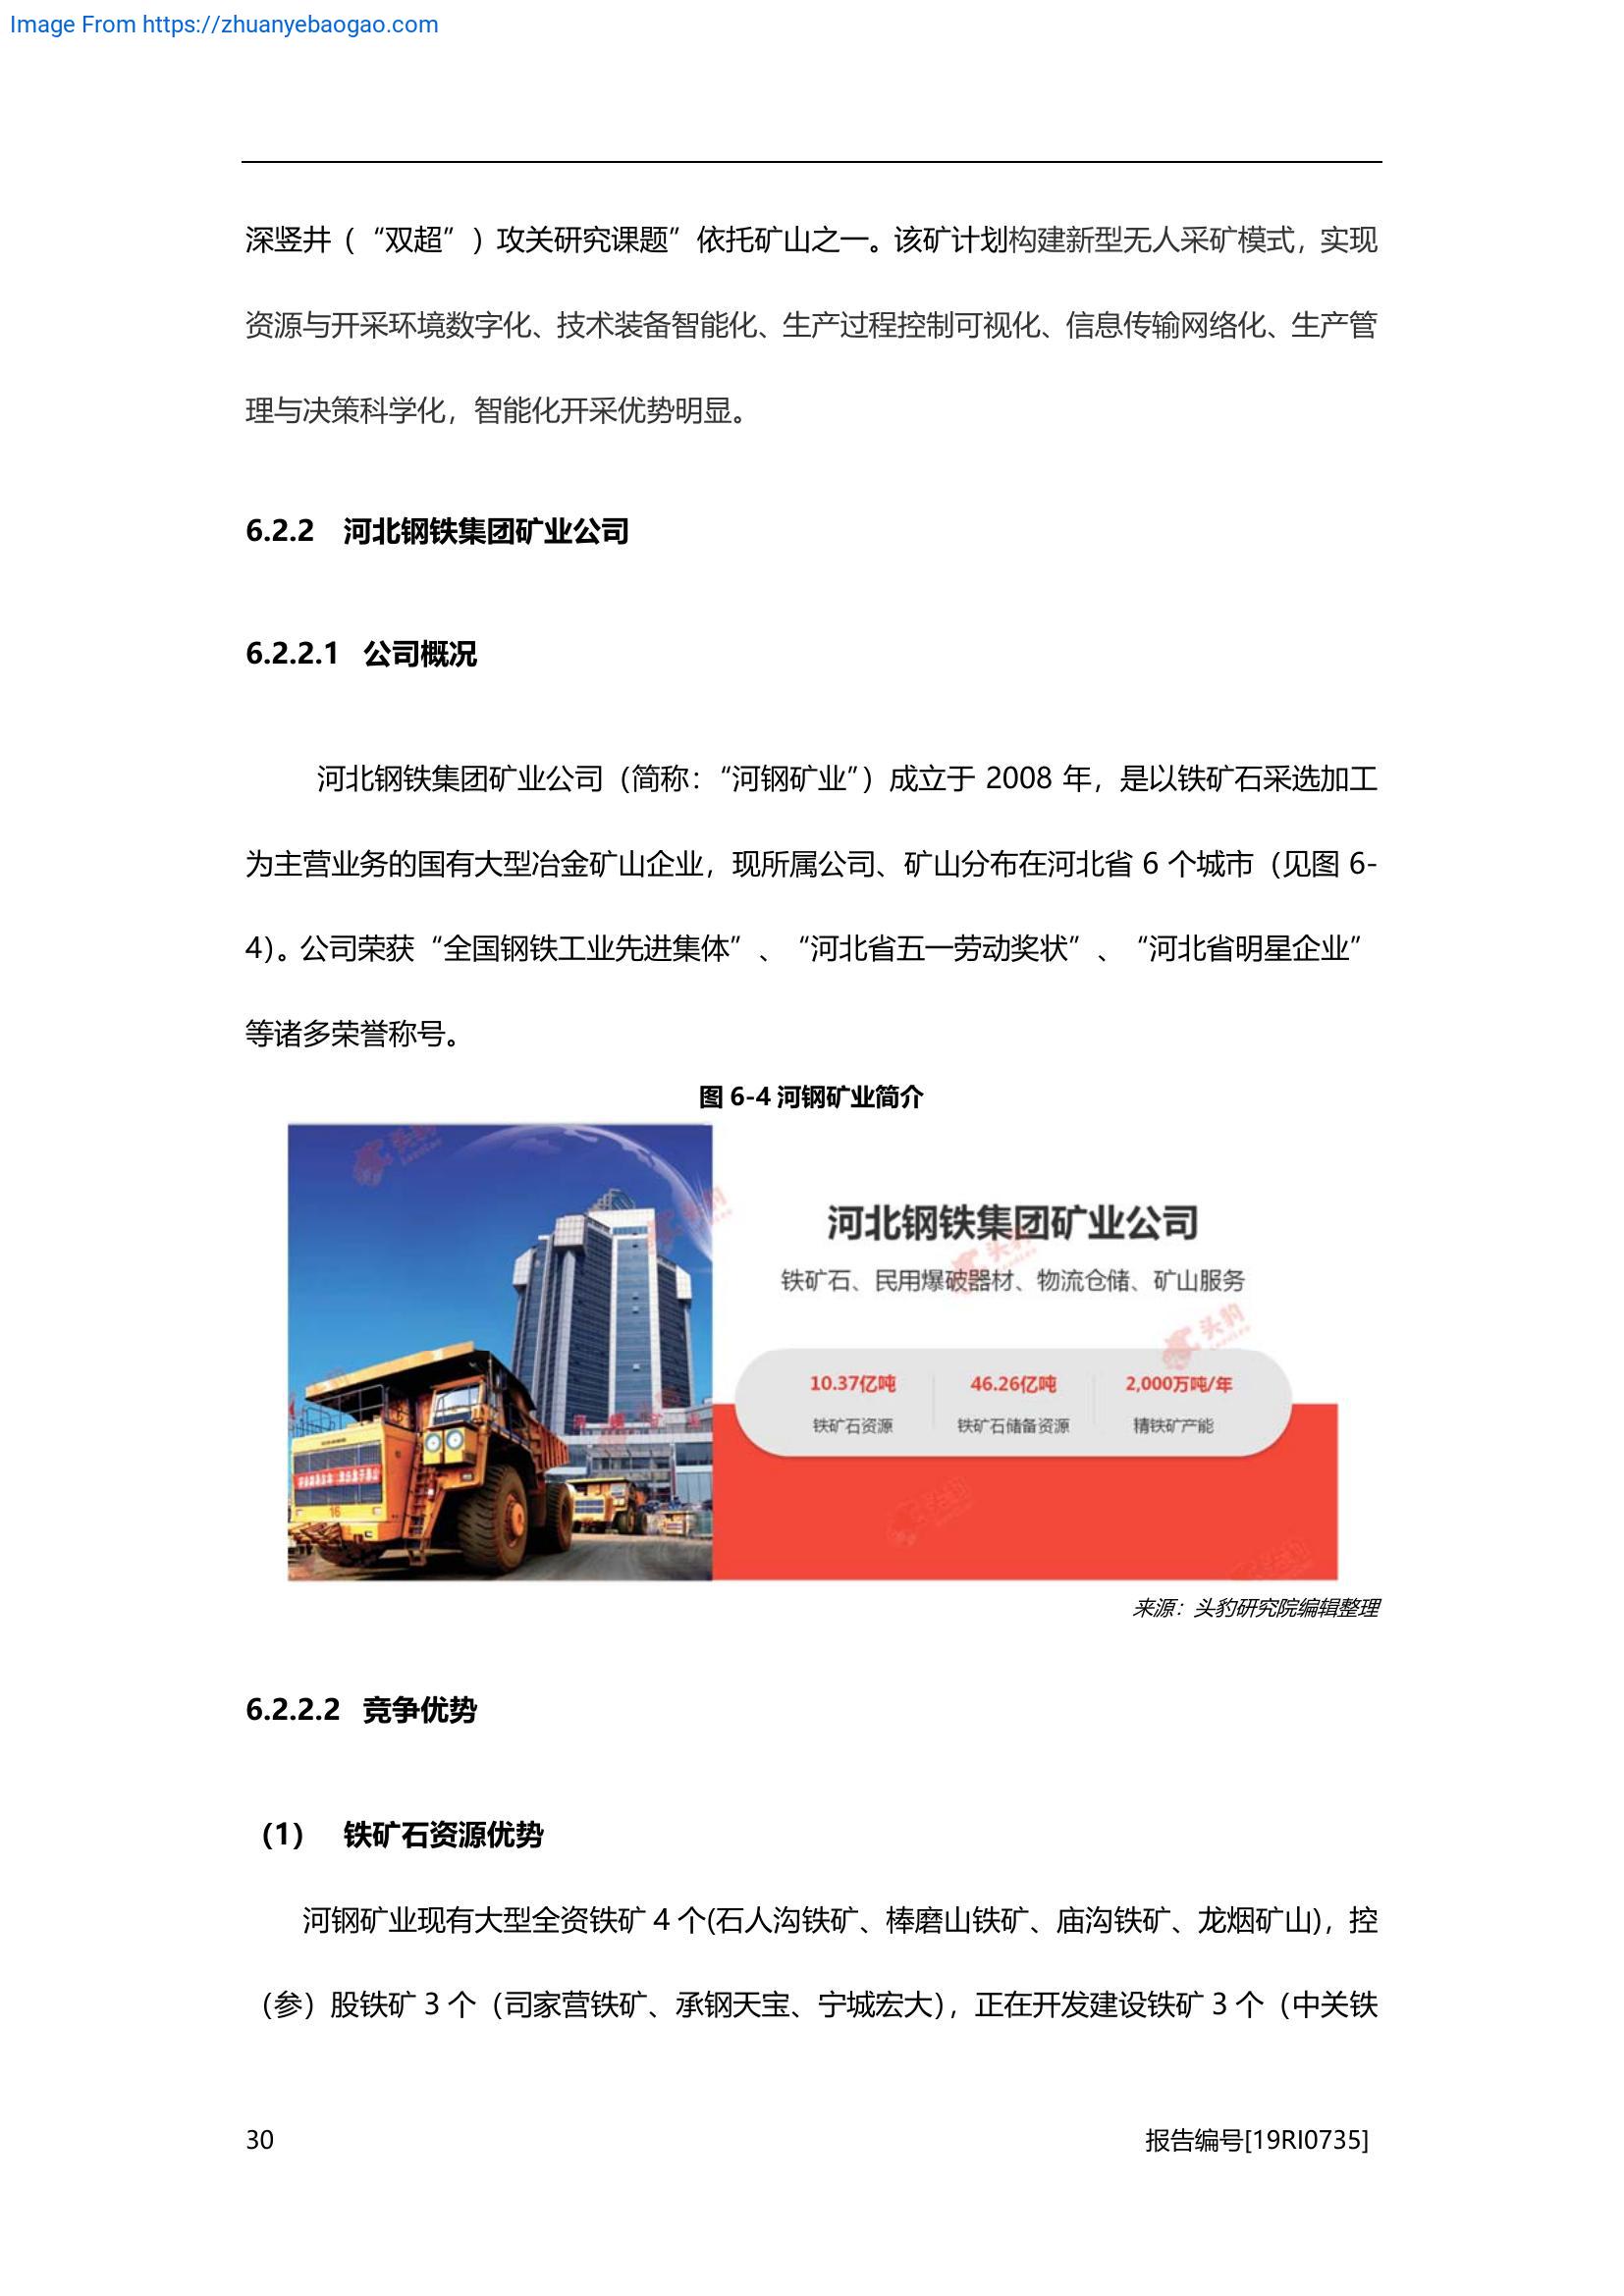 Image From https://zhuanyebaogao.com
深竖井（“双超”）攻关研究课题”依托矿山之一。该矿计划构建新型无人采矿模式，实现
资源与开采环境数字化、技术装备智能化、生产过程控制可视化、信息传输网络化、生产管
理与决策科学化，智能化开采优势明显。
6.2.2 河北钢铁集团矿业公司
6.2.2.1 公司概况
河北钢铁集团矿业公司（简称：“河钢矿业”）成立于 2008 年，是以铁矿石采选加工
为主营业务的国有大型冶金矿山企业，现所属公司、矿山分布在河北省 6 个城市（见图 6-
4）。公司荣获“全国钢铁工业先进集体”、“河北省五一劳动奖状”、“河北省明星企业”
等诸多荣誉称号。
图 6-4 河钢矿业简介
头豹
LeadLeo
河北钢铁集团矿业公司
铁矿石、民用爆破器材、物流仓储、矿山服务
10.37亿吨 46.26亿吨 2,000万吨/年
铁矿石资源 铁矿石储备资源 精铁矿产能
16
来源：头豹研究院编辑整理
6.2.2.2 竞争优势
（1） 铁矿石资源优势
河钢矿业现有大型全资铁矿 4 个(石人沟铁矿、棒磨山铁矿、庙沟铁矿、龙烟矿山)，控
（参）股铁矿 3 个（司家营铁矿、承钢天宝、宁城宏大），正在开发建设铁矿 3 个（中关铁
30 报告编号[19RI0735]